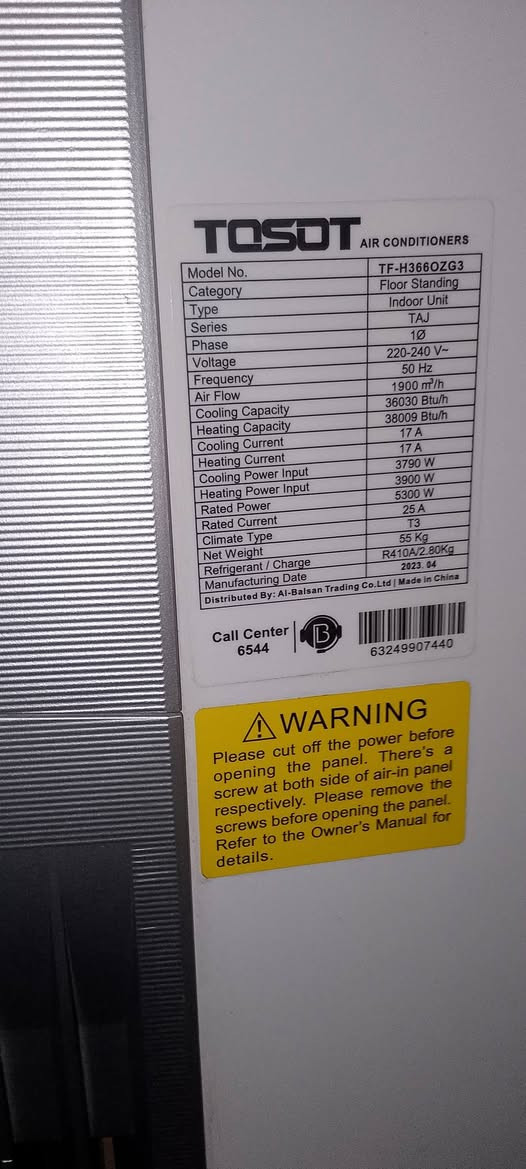 TOSOT AIR CONDITIONERS
Model No. TF-H366OZG3
Category Floor Standing
Type Indoor Unit
Series TAJ
Phase 1Ø
Voltage 220-240 V~
Frequency 50 Hz
Air Flow 1900 m³/h
Cooling Capacity 36030 Btu/h
Heating Capacity 38009 Btu/h
Cooling Current 17 A
Heating Current 17 A
Cooling Power Input 3790 W
Heating Power Input 3900 W
Rated Power 5300 W
Rated Current 25 A
Climate Type T3
Net Weight 55 Kg
Refrigerant / Charge R410A/2.80Kg
Manufacturing Date 2023. 04
Distributed By: Al-Balsan Trading Co.Ltd | Made in China
Call Center
6544
B
63249907440
WARNING
Please cut off the power before
opening the panel. There's a
screw at both side of air-in panel
respectively. Please remove the
screws before opening the panel.
Refer to the Owner's Manual for
details.